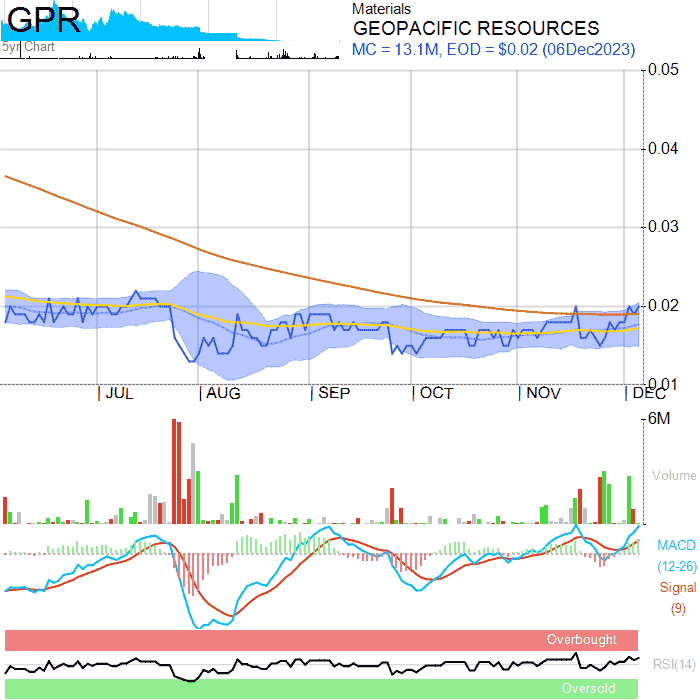 GPR
5yr Chart
Materials
GEOPACIFIC RESOURCES
MC = 13.1M, EOD = $0.02 (06Dec2023)
0.05
0.04
0.03
0.02
0.01
JUL AUG SEP OCT NOV DEC
6M
Volume
MACD
(12-26)
Signal
(9)
Overbought
RSI(14)
Oversold